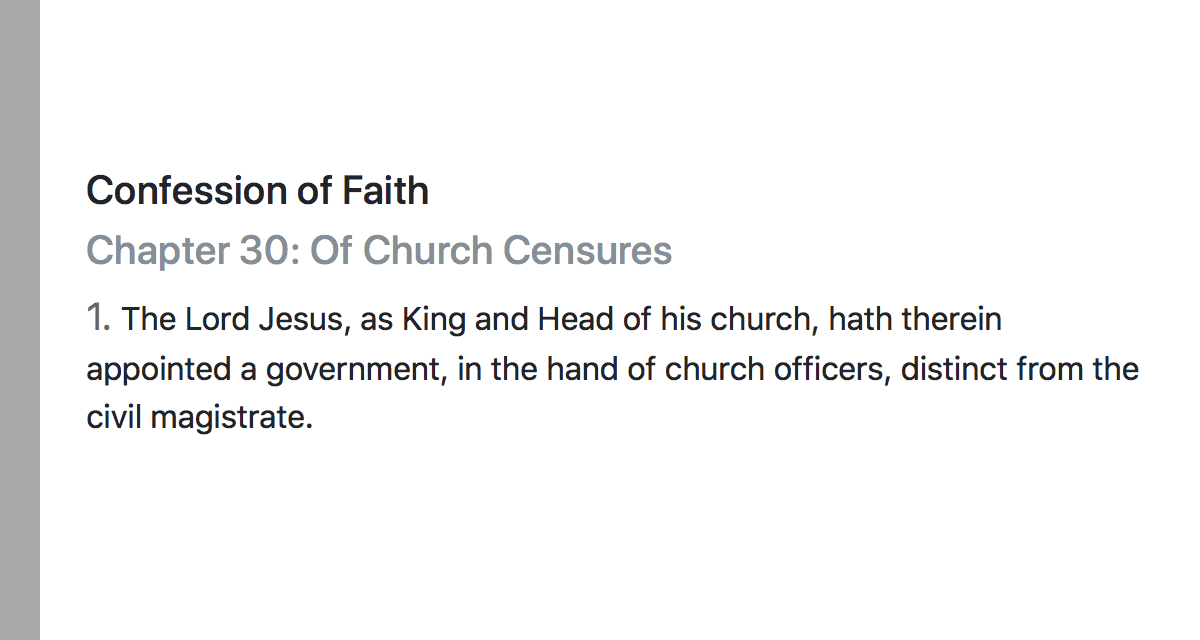 Confession of Faith
Chapter 30: Of Church Censures
1. The Lord Jesus, as King and Head of his church, hath therein
appointed a government, in the hand of church officers, distinct from the
civil magistrate.